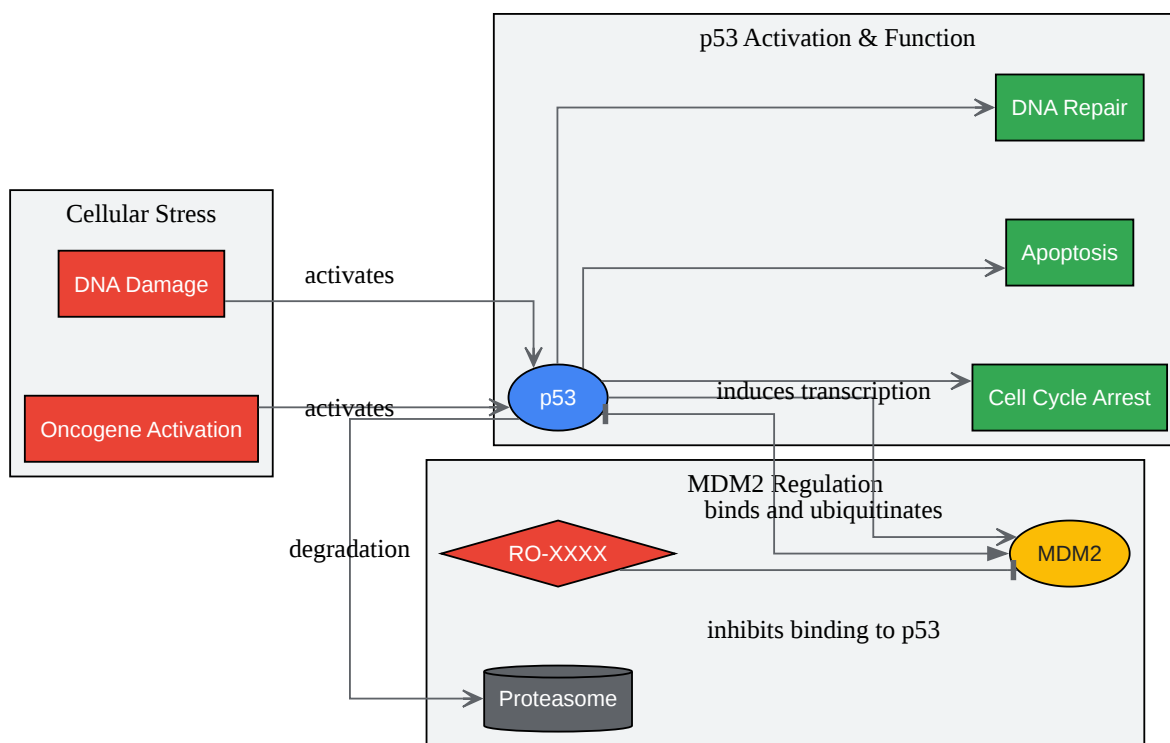 p53 Activation & Function
DNA Repair
Cellular Stress
DNA Damage
activates
Apoptosis
Oncogene Activation
activates
p53
induces transcription
Cell Cycle Arrest
MDM2 Regulation
binds and ubiquitinates
degradation
RO-XXXX
MDM2
inhibits binding to p53
Proteasome